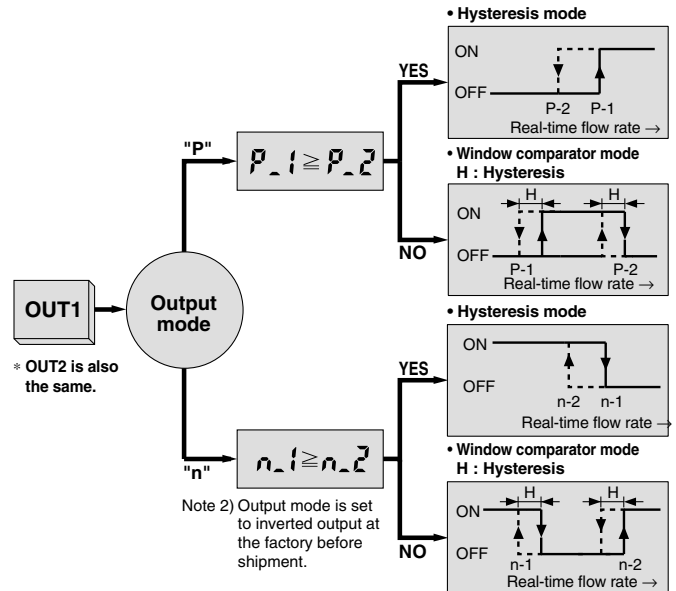 • Hysteresis mode
ON
OFF
P-2 P-1
Real-time flow rate →
YES
"P"
P_1 ≧ P_2
• Window comparator mode
H : Hysteresis
H H
ON
OFF
P-1 P-2
Real-time flow rate →
NO
OUT1
Output
mode
* OUT2 is also
the same.
• Hysteresis mode
ON
OFF
n-2 n-1
Real-time flow rate →
YES
"n"
n_1 ≧ n_2
Note 2) Output mode is set
to inverted output at
the factory before
shipment.
• Window comparator mode
H : Hysteresis
H H
ON
OFF
n-1 n-2
Real-time flow rate →
NO